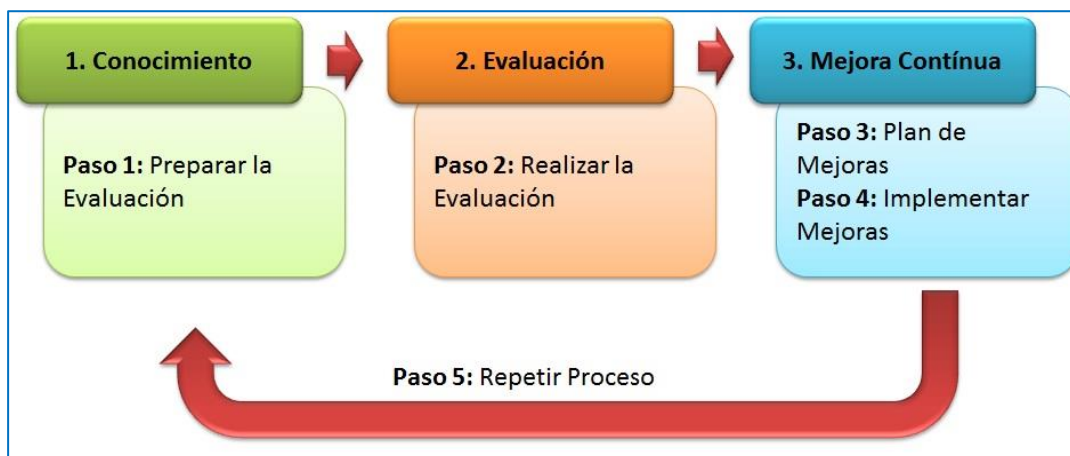 1. Conocimiento
Paso 1: Preparar la
Evaluación
2. Evaluación
Paso 2: Realizar la
Evaluación
3. Mejora Contínua
Paso 3: Plan de
Mejoras
Paso 4: Implementar
Mejoras
Paso 5: Repetir Proceso